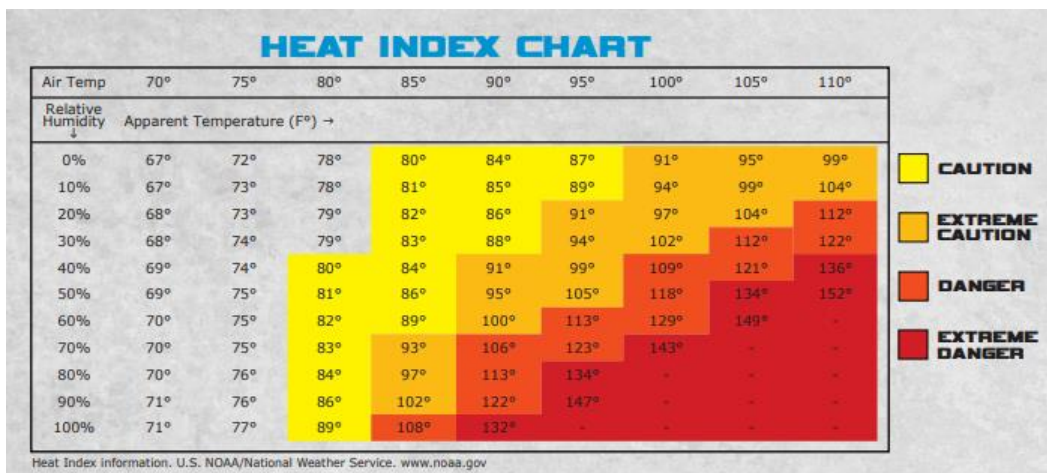 HEAT INDEX CHART
Air Temp 70° 75° 80° 85° 90° 95° 100° 105° 110°
Relative
Humidity Apparent Temperature (F°) →
↓
0% 67° 72° 78° 80° 84° 87° 91° 95° 99°
10% 67° 73° 78° 81° 85° 89° 94° 99° 104°
20% 68° 73° 79° 82° 86° 91° 97° 104° 112°
30% 68° 74° 79° 83° 88° 94° 102° 112° 122°
40% 69° 74° 80° 84° 91° 99° 109° 121° 136°
50% 69° 75° 81° 86° 95° 105° 118° 134° 152°
60% 70° 75° 82° 89° 100° 113° 129° 149° -
70% 70° 75° 83° 93° 106° 123° 143° - -
80% 70° 76° 84° 97° 113° 134° - - -
90% 71° 76° 86° 102° 122° 147° - - -
100% 71° 77° 89° 108° 132° - - - -
CAUTION
EXTREME
CAUTION
DANGER
EXTREME
DANGER
Heat Index information. U.S. NOAA/National Weather Service. www.noaa.gov